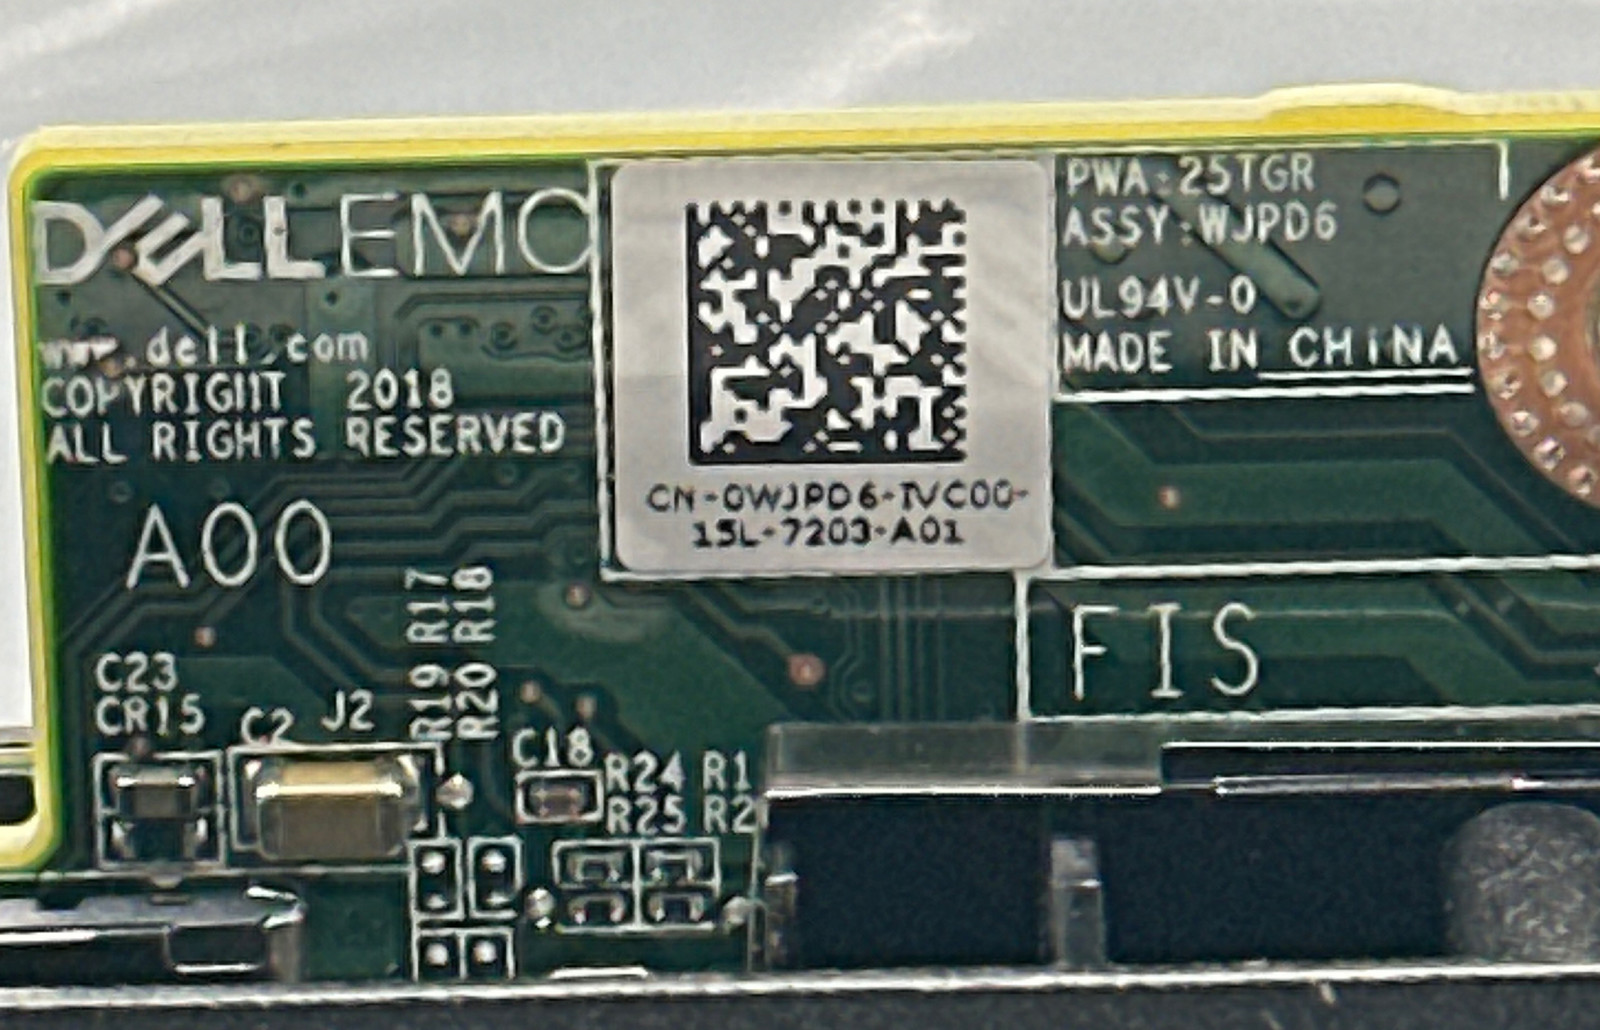 DELLEMC
www.dell.com
COPYRIGHT 2018
ALL RIGHTS RESERVED
A00
CN-0WJPD6-IVC00-
15L-7203-A01
PWA:25TGR
ASSY:WJPD6
UL94V-0
MADE IN CHINA
FIS
C23
CR15
C2
J2
R19 R17
R20 R18
C18
R24 R1
R25 R2